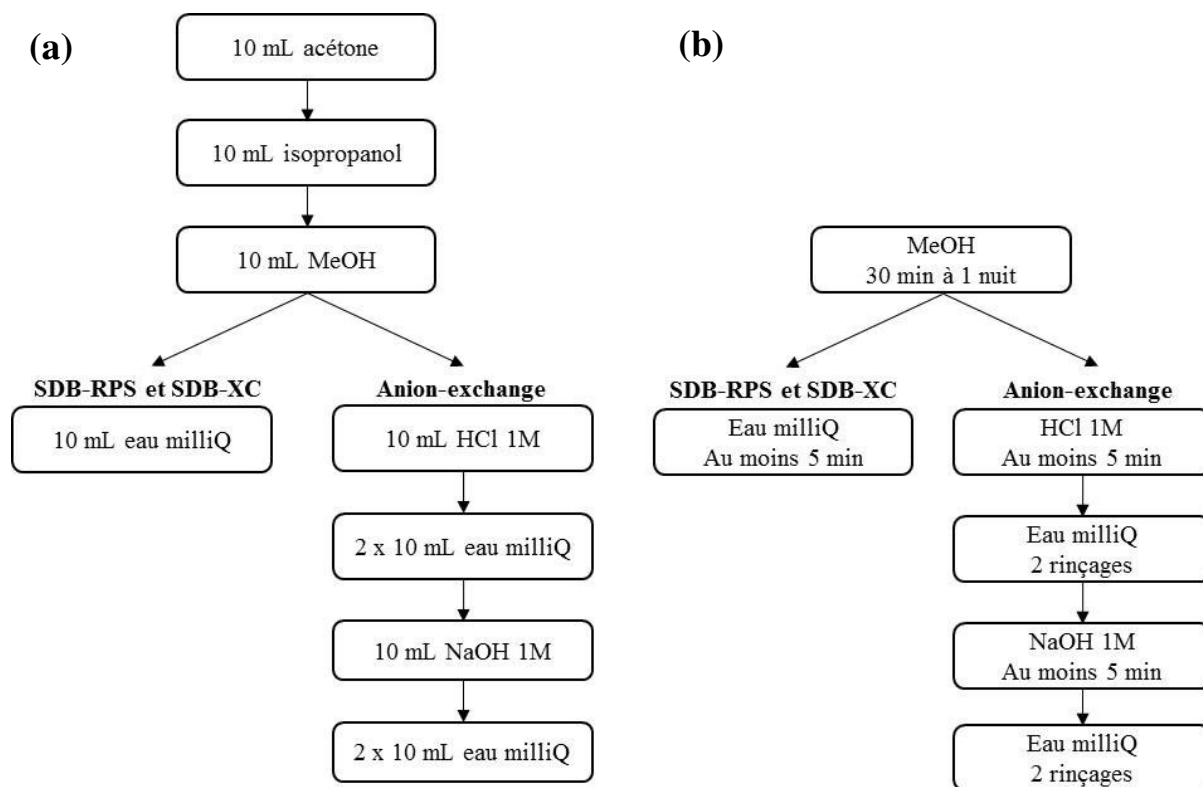 (a)
10 mL acétone
10 mL isopropanol
10 mL MeOH
SDB-RPS et SDB-XC
10 mL eau milliQ
Anion-exchange
10 mL HCl 1M
2 x 10 mL eau milliQ
10 mL NaOH 1M
2 x 10 mL eau milliQ
(b)
MeOH
30 min à 1 nuit
SDB-RPS et SDB-XC
Eau milliQ
Au moins 5 min
Anion-exchange
HCl 1M
Au moins 5 min
Eau milliQ
2 rinçages
NaOH 1M
Au moins 5 min
Eau milliQ
2 rinçages